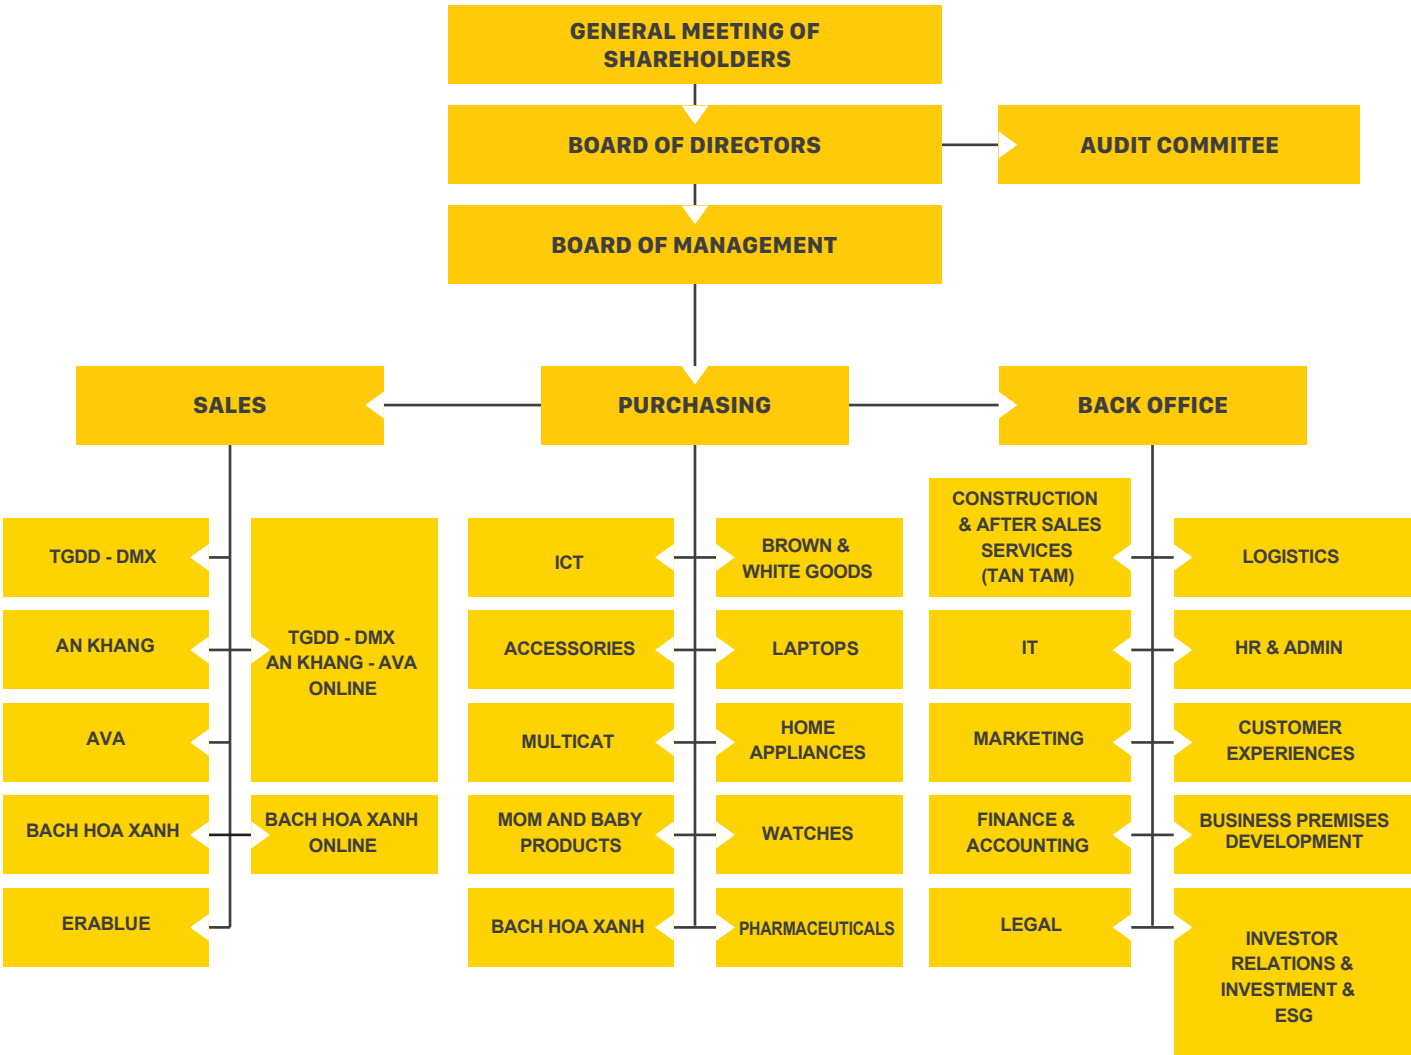 GENERAL MEETING OF
SHAREHOLDERS
BOARD OF DIRECTORS
AUDIT COMMITEE
BOARD OF MANAGEMENT
SALES
PURCHASING
BACK OFFICE
TGDD - DMX
AN KHANG
AVA
BACH HOA XANH
ERABLUE
TGDD - DMX
AN KHANG - AVA
ONLINE
BACH HOA XANH
ONLINE
ICT
ACCESSORIES
MULTICAT
MOM AND BABY
PRODUCTS
BACH HOA XANH
BROWN &
WHITE GOODS
LAPTOPS
HOME
APPLIANCES
WATCHES
PHARMACEUTICALS
CONSTRUCTION
& AFTER SALES
SERVICES
(TAN TAM)
IT
MARKETING
FINANCE &
ACCOUNTING
LEGAL
LOGISTICS
HR & ADMIN
CUSTOMER
EXPERIENCES
BUSINESS PREMISES
DEVELOPMENT
INVESTOR
RELATIONS &
INVESTMENT &
ESG